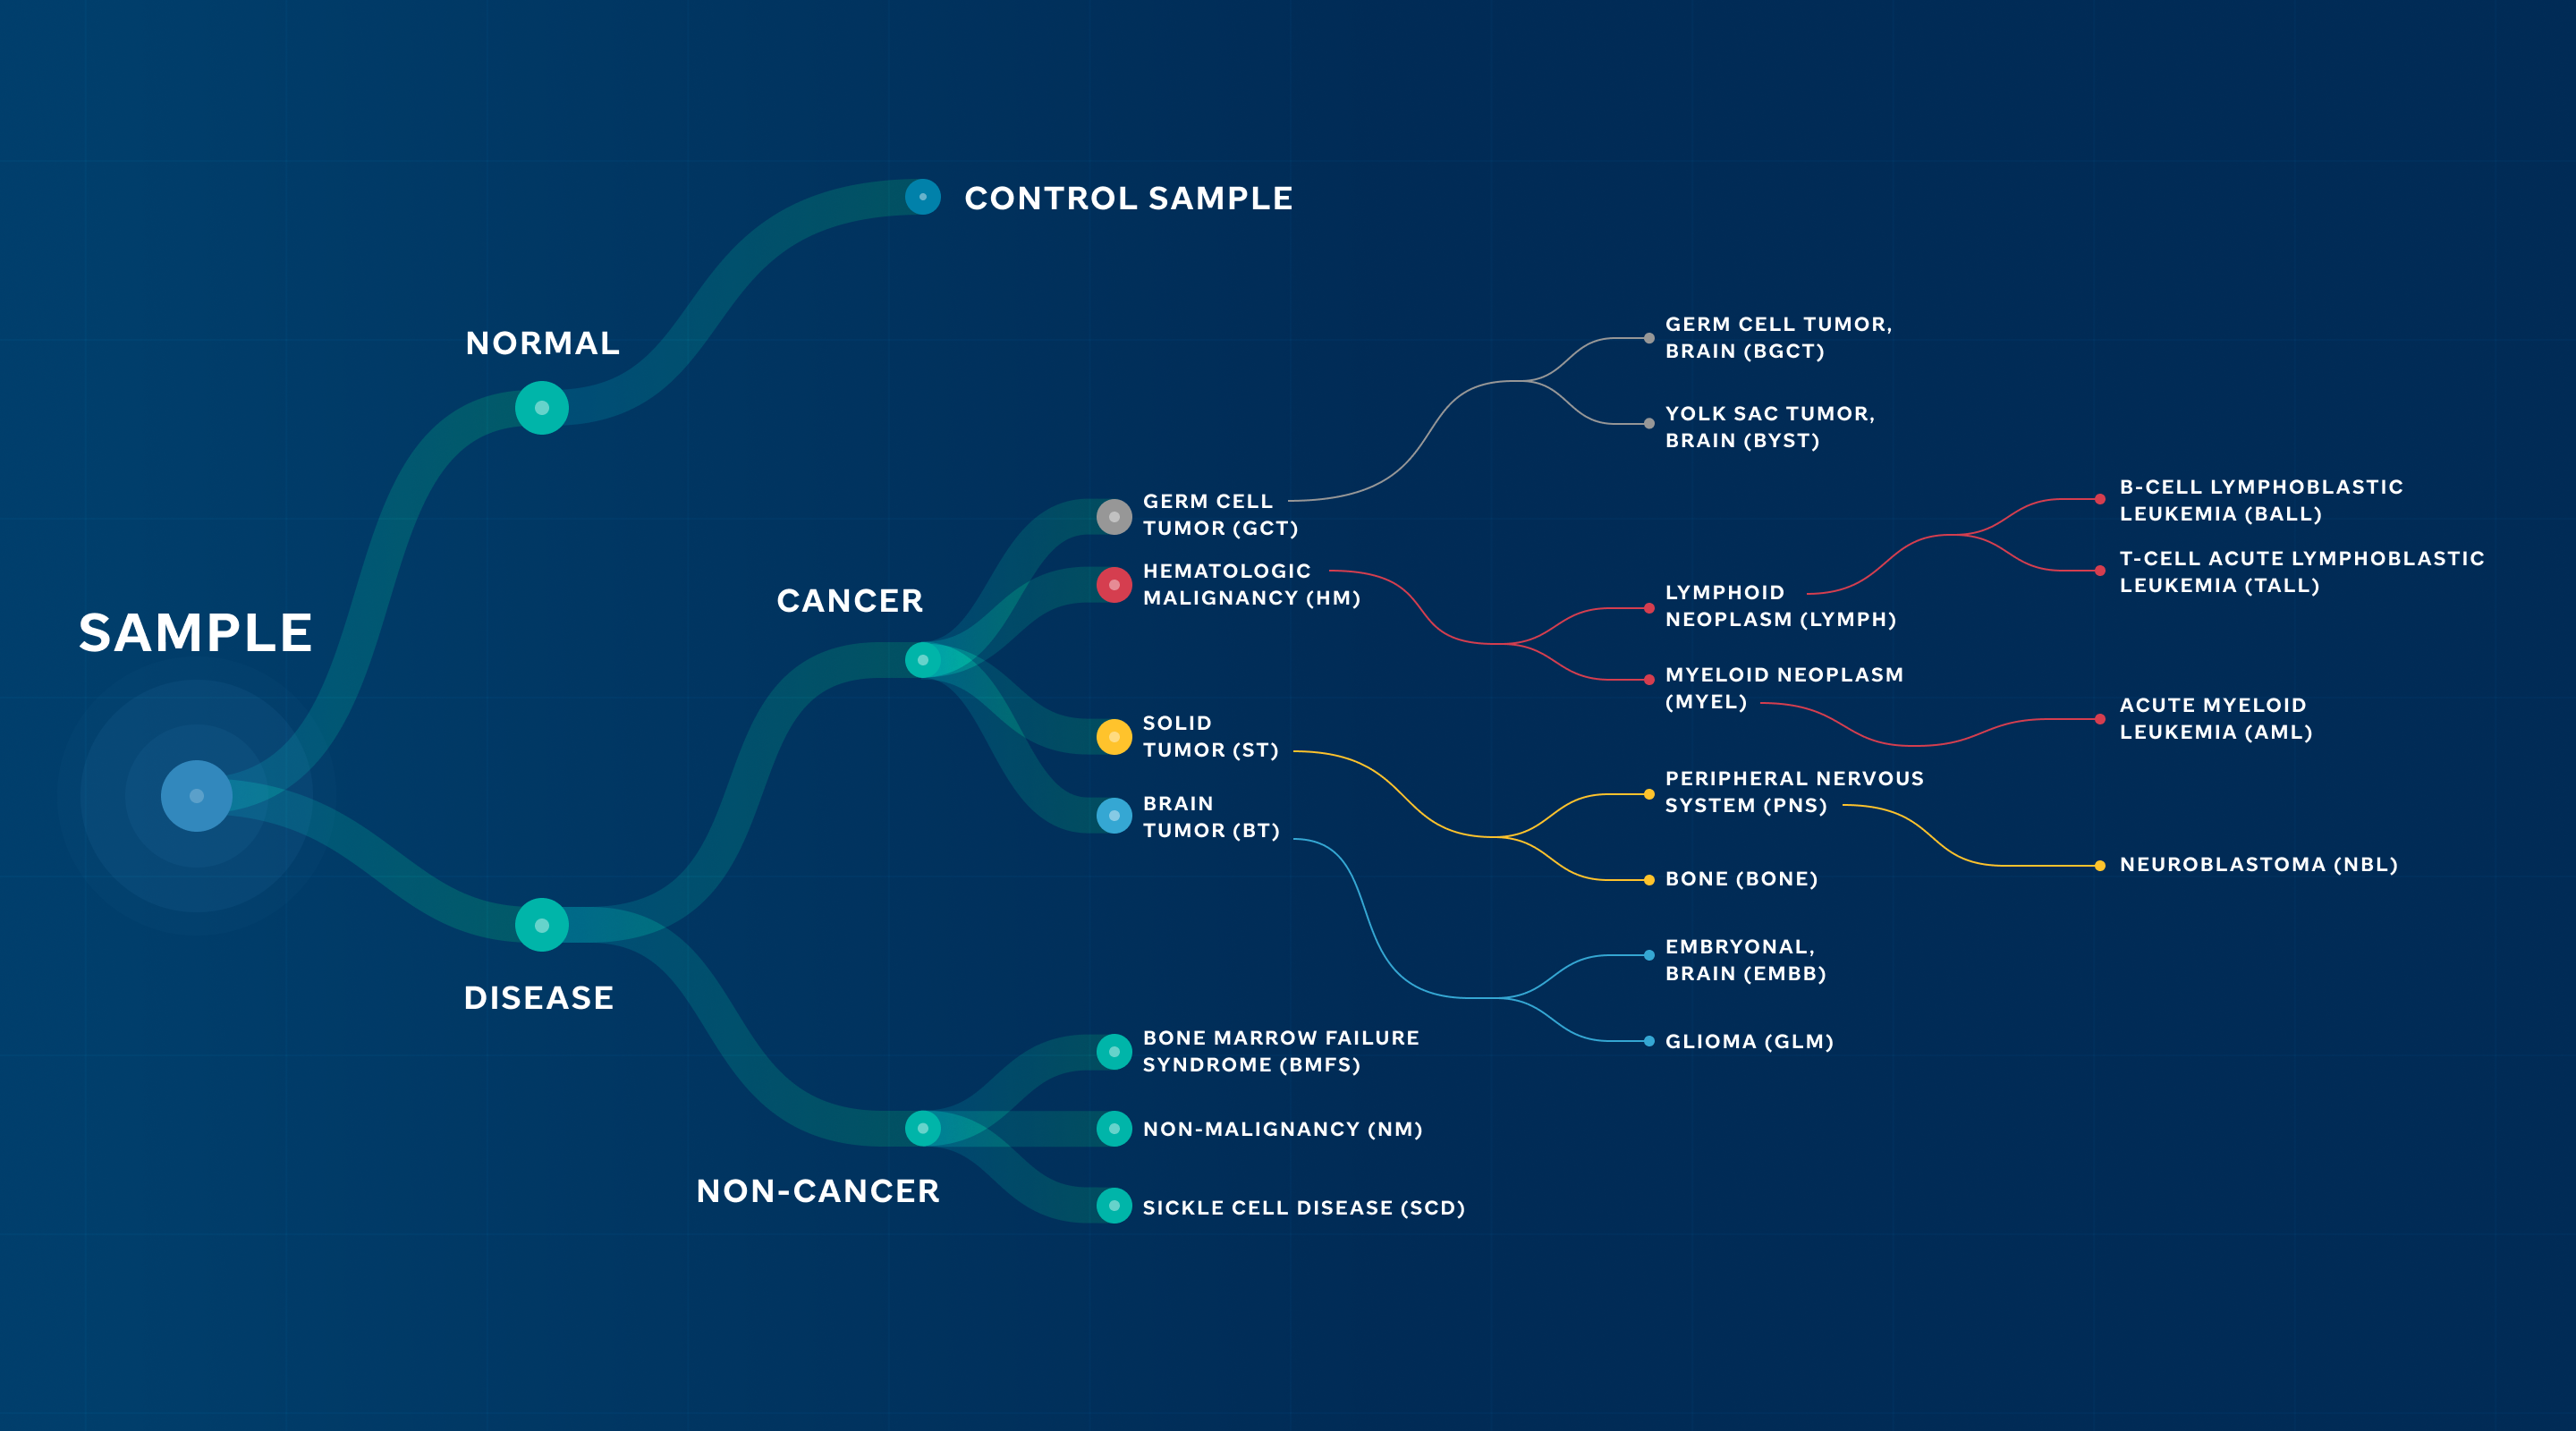 SAMPLE
NORMAL
CONTROL SAMPLE
DISEASE
CANCER
NON-CANCER
GERM CELL
TUMOR (GCT)
HEMATOLOGIC
MALIGNANCY (HM)
SOLID
TUMOR (ST)
BRAIN
TUMOR (BT)
BONE MARROW FAILURE
SYNDROME (BMFS)
NON-MALIGNANCY (NM)
SICKLE CELL DISEASE (SCD)
GERM CELL TUMOR,
BRAIN (BGCT)
YOLK SAC TUMOR,
BRAIN (BYST)
LYMPHOID
NEOPLASM (LYMPH)
MYELOID NEOPLASM
(MYEL)
PERIPHERAL NERVOUS
SYSTEM (PNS)
BONE (BONE)
EMBRYONAL,
BRAIN (EMBB)
GLIOMA (GLM)
B-CELL LYMPHOBLASTIC
LEUKEMIA (BALL)
T-CELL ACUTE LYMPHOBLASTIC
LEUKEMIA (TALL)
ACUTE MYELOID
LEUKEMIA (AML)
NEUROBLASTOMA (NBL)